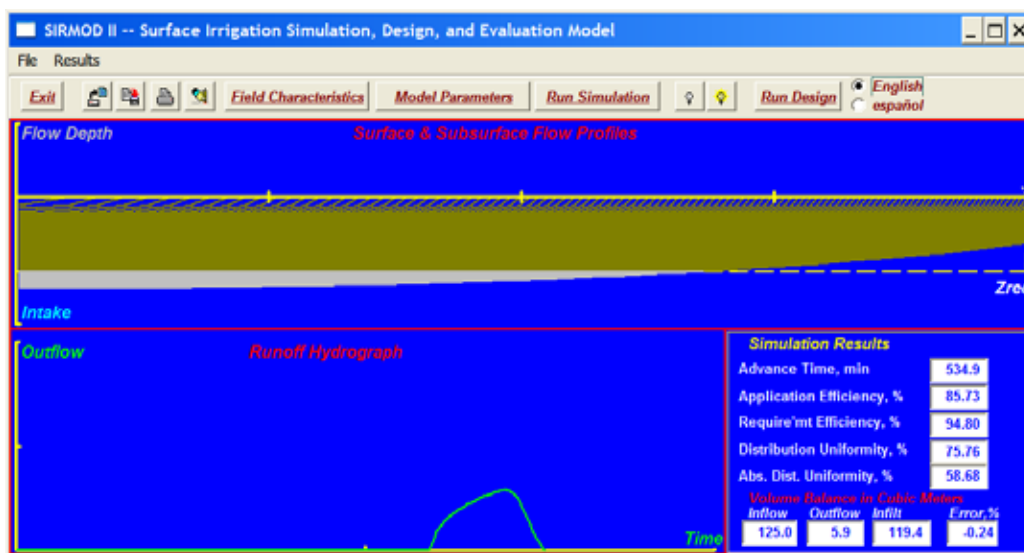 SIRMOD II -- Surface Irrigation Simulation, Design, and Evaluation Model
File Results
Exit Field Characteristics Model Parameters Run Simulation Run Design English
español
Flow Depth Surface & Subsurface Flow Profiles
Zreq
Intake
Outflow Runoff Hydrograph
Time
Simulation Results
Advance Time, min 534.9
Application Efficiency, % 85.73
Require'mt Efficiency, % 94.80
Distribution Uniformity, % 75.76
Abs. Dist. Uniformity, % 58.68
Volume Balance in Cubic Meters
Inflow Outflow Infilt Error,%
125.0 5.9 119.4 -0.24